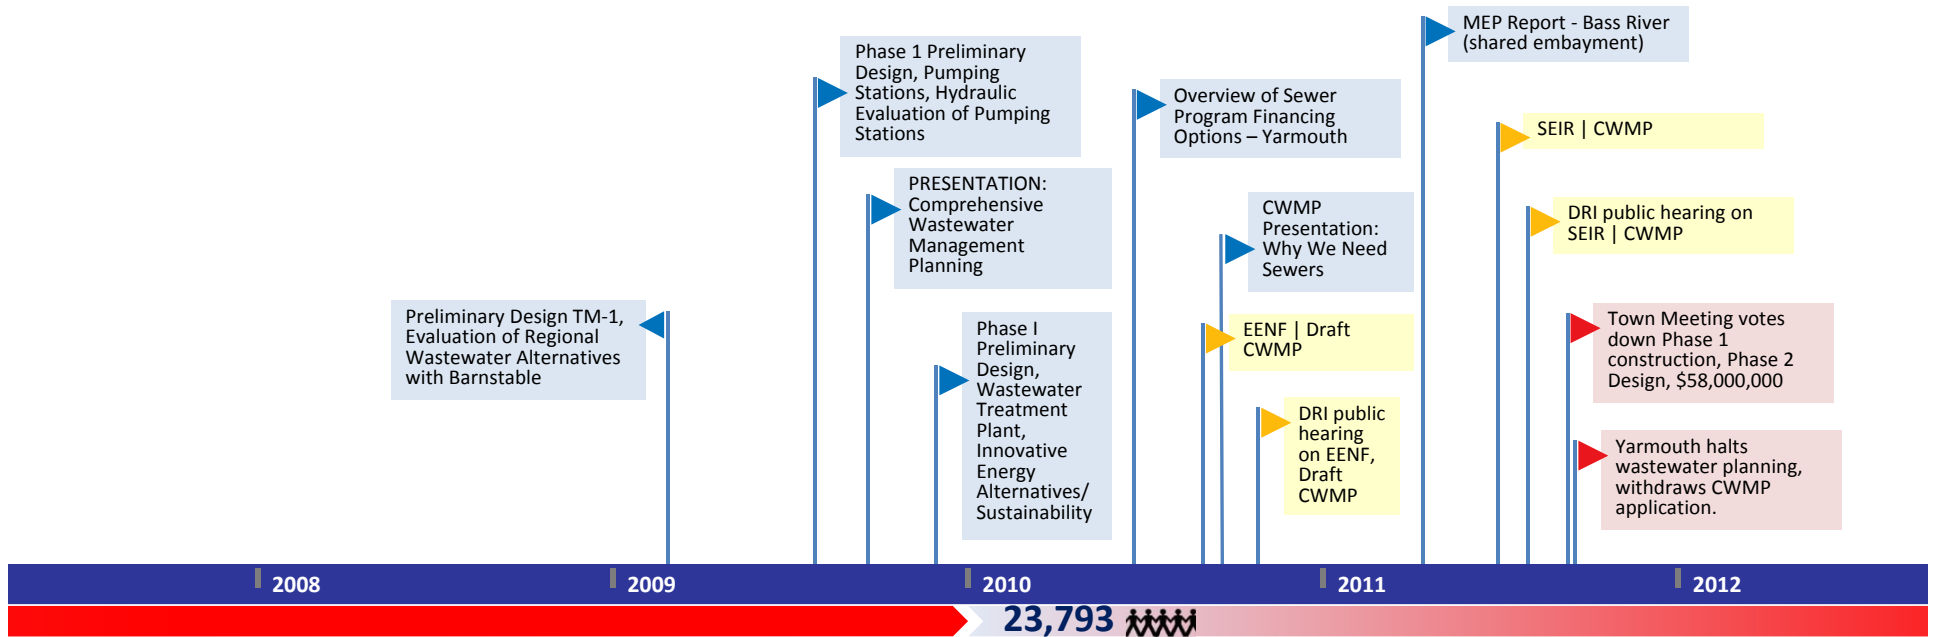 Preliminary Design TM-1,
Evaluation of Regional
Wastewater Alternatives
with Barnstable
Phase 1 Preliminary
Design, Pumping
Stations, Hydraulic
Evaluation of Pumping
Stations
PRESENTATION:
Comprehensive
Wastewater
Management
Planning
Phase I
Preliminary
Design,
Wastewater
Treatment
Plant,
Innovative
Energy
Alternatives/
Sustainability
Overview of Sewer
Program Financing
Options – Yarmouth
CWMP
Presentation:
Why We Need
Sewers
EENF | Draft
CWMP
DRI public
hearing
on EENF,
Draft
CWMP
MEP Report - Bass River
(shared embayment)
SEIR | CWMP
DRI public hearing on
SEIR | CWMP
Town Meeting votes
down Phase 1
construction, Phase 2
Design, $58,000,000
Yarmouth halts
wastewater planning,
withdraws CWMP
application.
2008
2009
2010
2011
2012
23,793